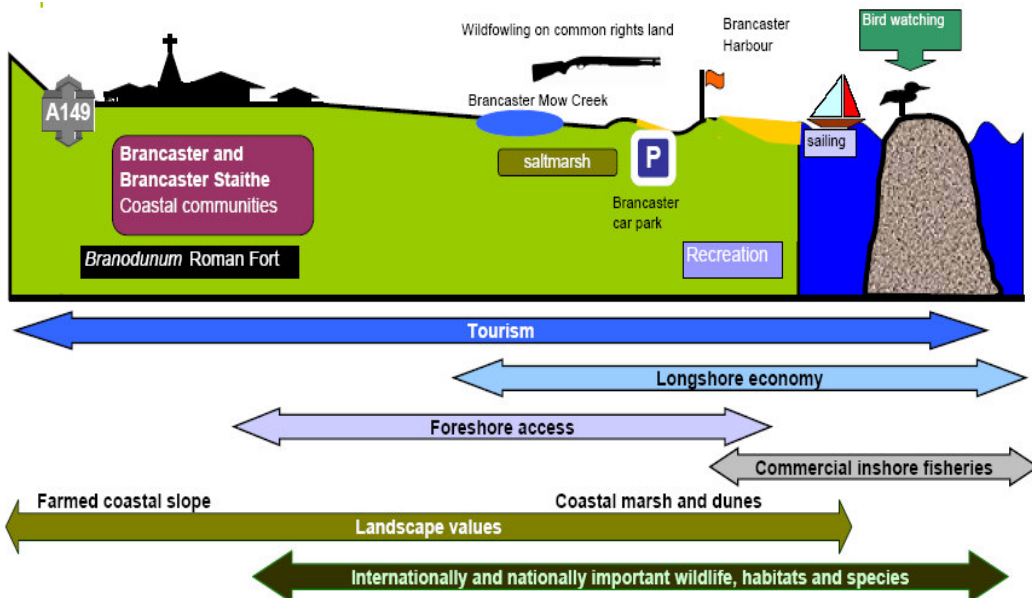 Wildfowling on common rights land
Brancaster
Harbour
Bird watching
A149
Brancaster Mow Creek
sailing
Brancaster and
Brancaster Staithe
Coastal communities
saltmarsh
P
Brancaster
car park
Branodunum Roman Fort
Recreation
Tourism
Longshore economy
Foreshore access
Commercial inshore fisheries
Farmed coastal slope
Coastal marsh and dunes
Landscape values
Internationally and nationally important wildlife, habitats and species